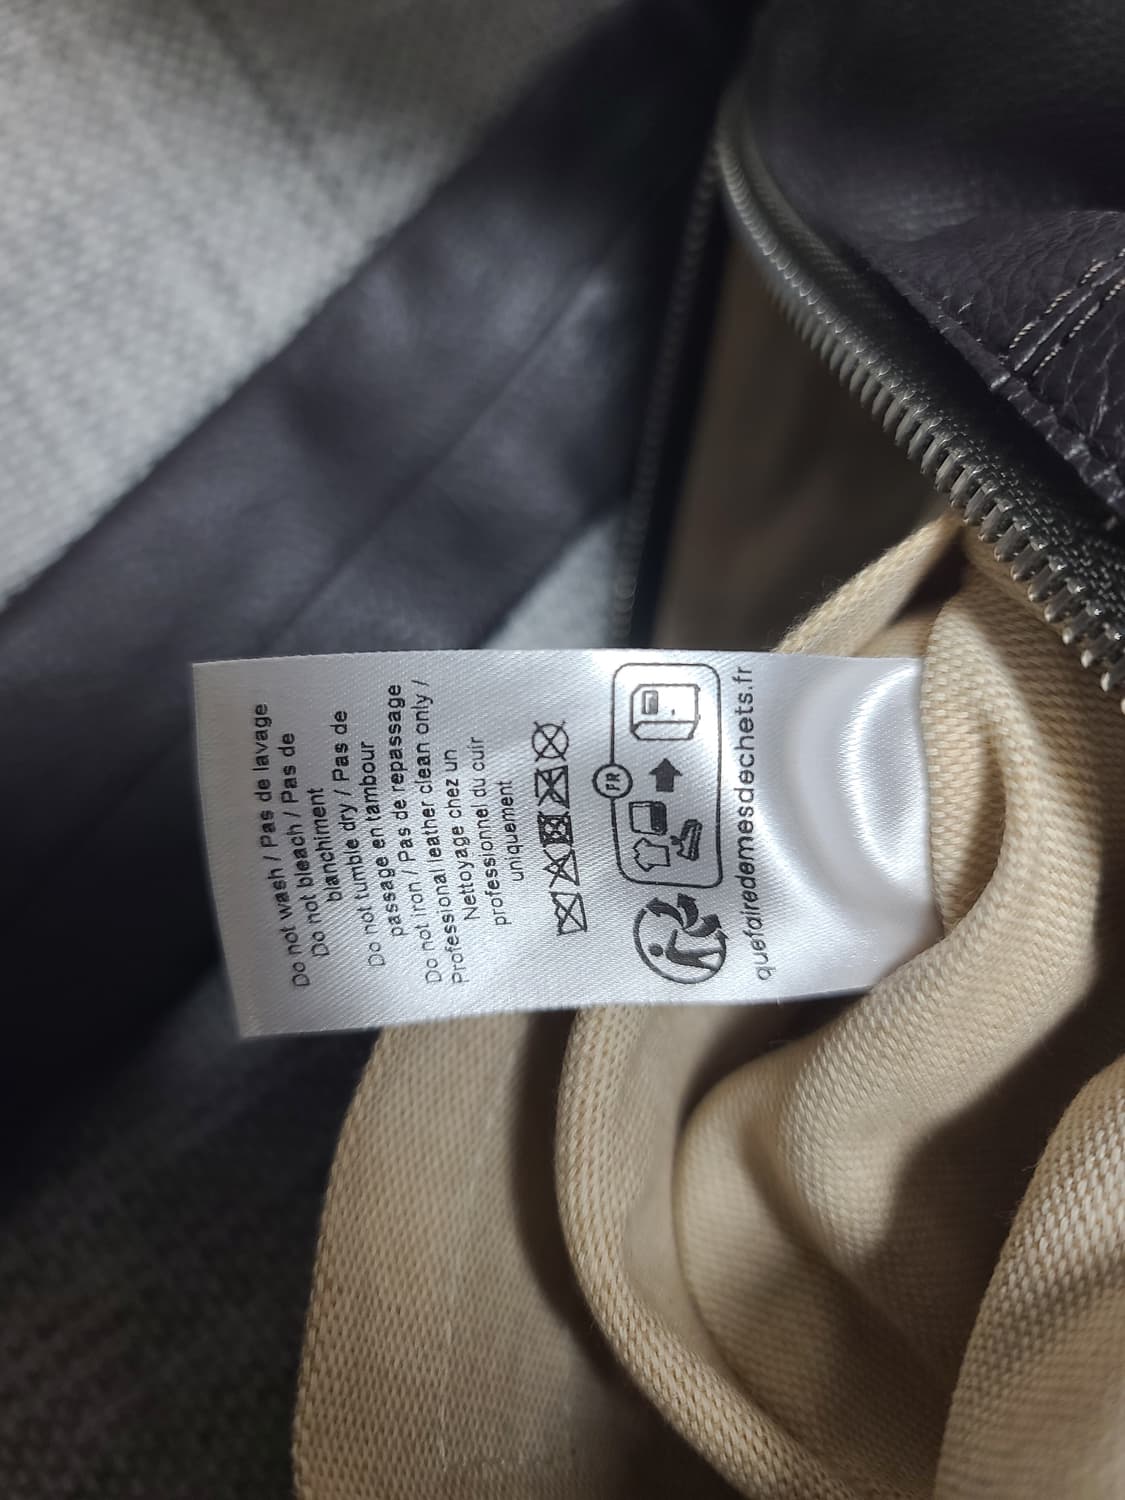 Do not wash / Pas de lavage
Do not bleach / Pas de
blanchiment
Do not tumble dry / Pas de
passage en tambour
Do not iron / Pas de repassage
Professional leather clean only /
Nettoyage chez un
professionnel du cuir
uniquement
FR
quefairedemesdechets.fr